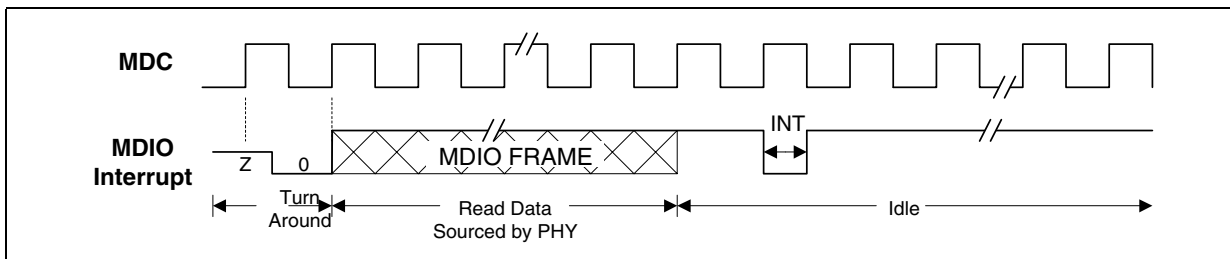 MDC
INT
MDIO
Interrupt
Z
0
MDIO FRAME
Turn
Around
Read Data
Sourced by PHY
Idle